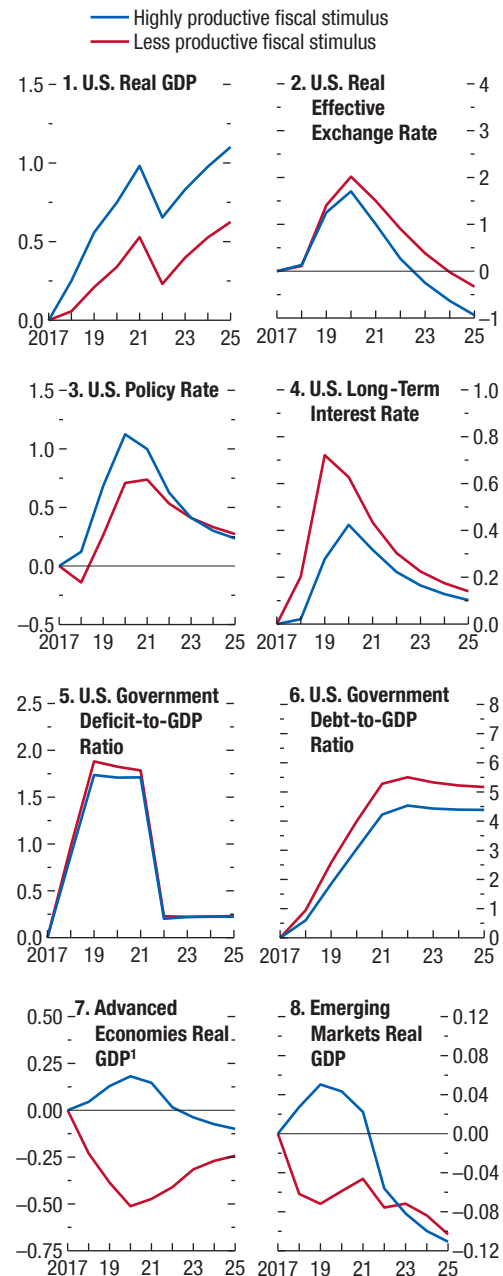 Highly productive fiscal stimulus
Less productive fiscal stimulus
1. U.S. Real GDP
1.5
1.0
0.5
0.0
2017 19 21 23 25
2. U.S. Real
Effective
Exchange Rate
4
3
2
1
0
–1
2017 19 21 23 25
3. U.S. Policy Rate
1.5
1.0
0.5
0.0
–0.5
2017 19 21 23 25
4. U.S. Long-Term
Interest Rate
1.0
0.8
0.6
0.4
0.2
0.0
2017 19 21 23 25
5. U.S. Government
Deficit-to-GDP
Ratio
2.5
2.0
1.5
1.0
0.5
0.0
2017 19 21 23 25
6. U.S. Government
Debt-to-GDP
Ratio
8
7
6
5
4
3
2
1
0
2017 19 21 23 25
7. Advanced
Economies Real
GDP¹
0.50
0.25
0.00
–0.25
–0.50
–0.75
2017 19 21 23 25
8. Emerging
Markets Real
GDP
0.12
0.08
0.04
0.00
–0.04
–0.08
–0.12
2017 19 21 23 25